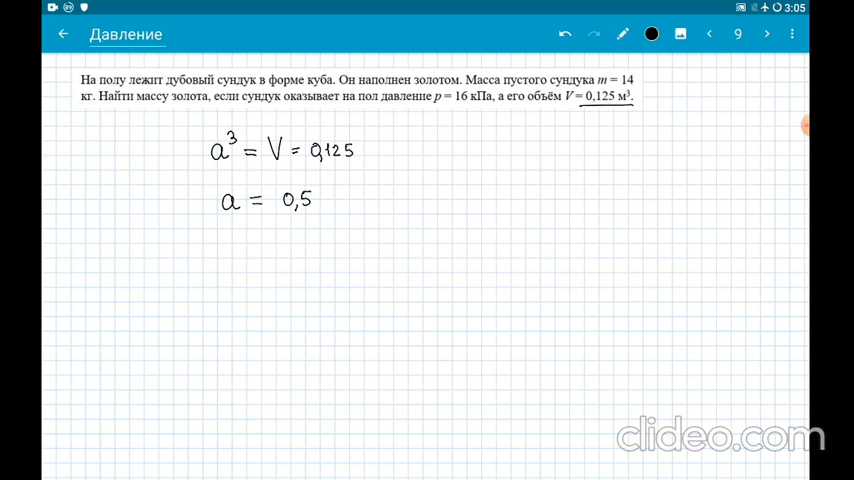 3:05
Давление
9
На полу лежит дубовый сундук в форме куба. Он наполнен золотом. Масса пустого сундука m = 14
кг. Найти массу золота, если сундук оказывает на пол давление p = 16 кПа, а его объём V = 0,125 м³.
a³ = V = 0,125
a = 0,5
clideo.com